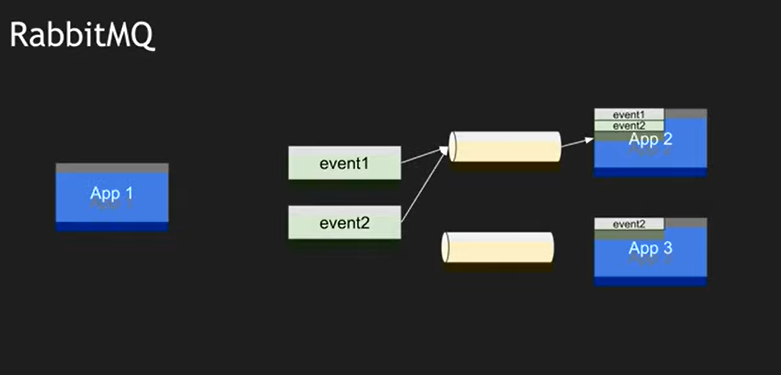 RabbitMQ
App 1
event1
event2
event1
event2
App 2
event2
App 3